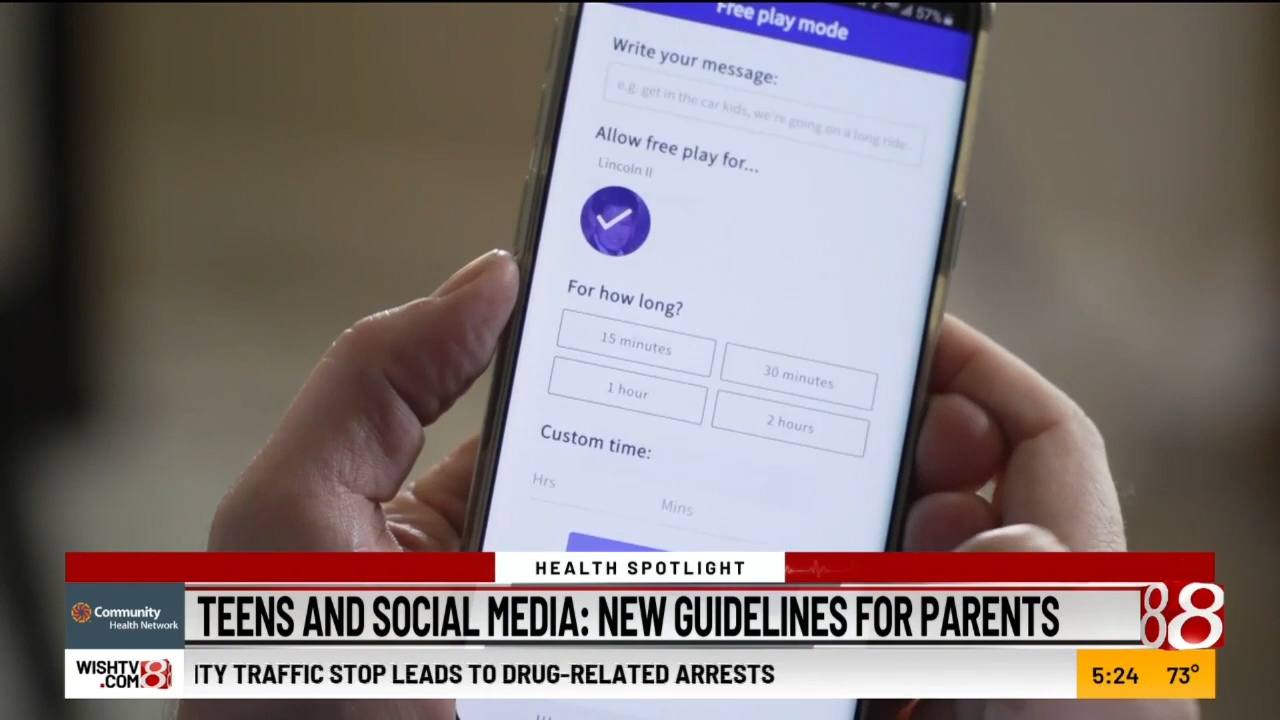 57%
Free play mode
Write your message:
e.g. get in the car kids, we're going on a long ride
Allow free play for...
Lincoln II
For how long?
15 minutes
30 minutes
1 hour
2 hours
Custom time:
Hrs
Mins
HEALTH SPOTLIGHT
Community
Health Network
TEENS AND SOCIAL MEDIA: NEW GUIDELINES FOR PARENTS
88
WISHTV
.COM 8
ITY TRAFFIC STOP LEADS TO DRUG-RELATED ARRESTS
5:24 73°